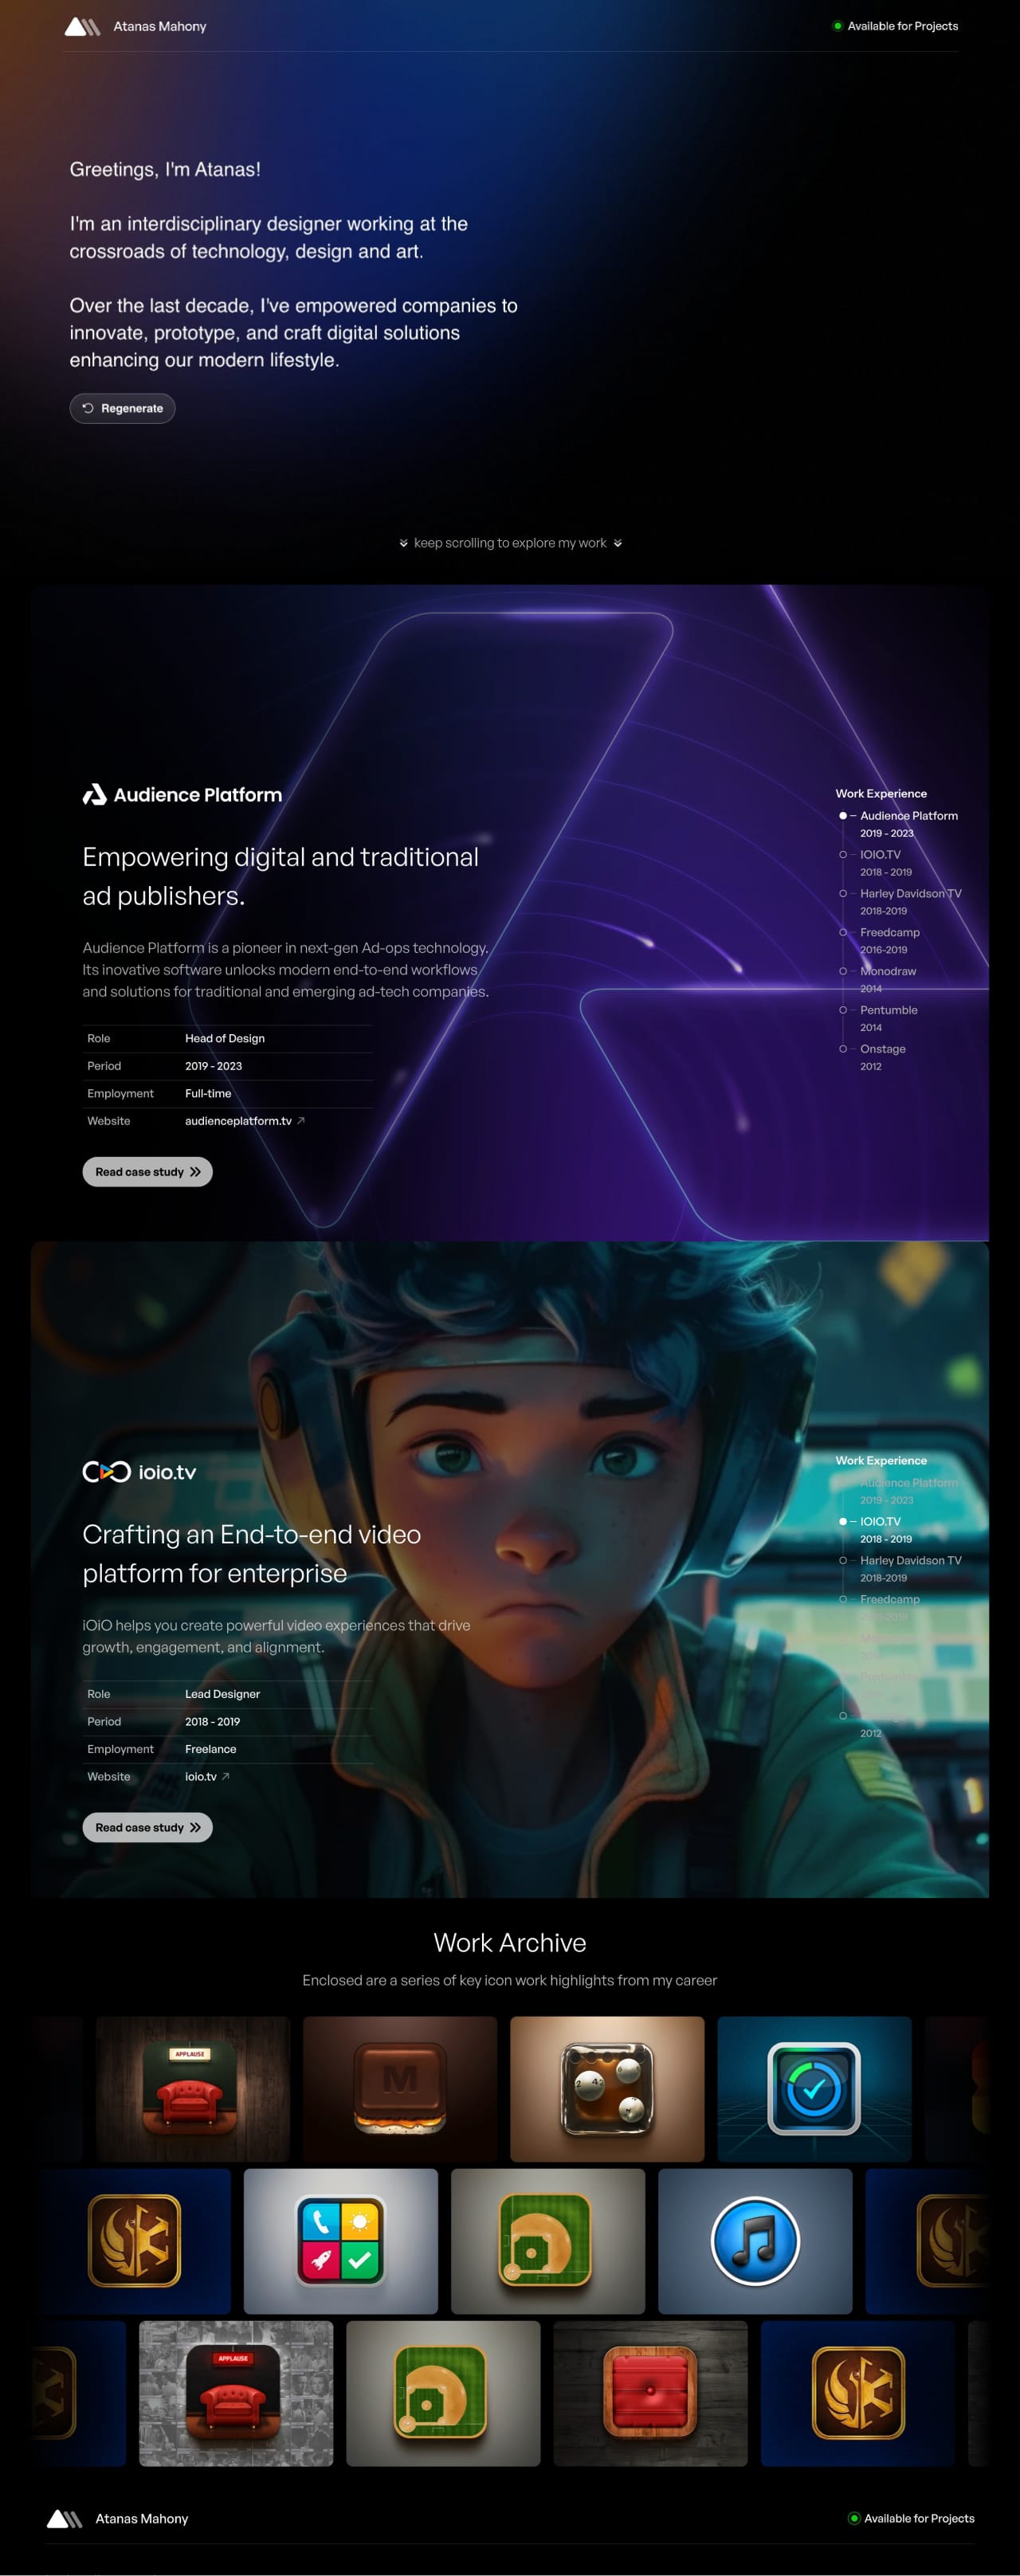 Atanas Mahony
Available for Projects
Greetings, I'm Atanas!
I'm an interdisciplinary designer working at the
crossroads of technology, design and art.
Over the last decade, I've empowered companies to
innovate, prototype, and craft digital solutions
enhancing our modern lifestyle.
Regenerate
keep scrolling to explore my work
Audience Platform
Empowering digital and traditional
ad publishers.
Audience Platform is a pioneer in next-gen Ad-ops technology.
Its inovative software unlocks modern end-to-end workflows
and solutions for traditional and emerging ad-tech companies.
Role Head of Design
Period 2019 - 2023
Employment Full-time
Website audienceplatform.tv
Read case study
Work Experience
Audience Platform
2019 - 2023
IOIO.TV
2018 - 2019
Harley Davidson TV
2018-2019
Freedcamp
2016-2019
Monodraw
2014
Pentumble
2014
Onstage
2012
ioio.tv
Crafting an End-to-end video
platform for enterprise
iOiO helps you create powerful video experiences that drive
growth, engagement, and alignment.
Role Lead Designer
Period 2018 - 2019
Employment Freelance
Website ioio.tv
Read case study
Work Experience
Audience Platform
2019 - 2023
IOIO.TV
2018 - 2019
Harley Davidson TV
2018-2019
Freedcamp
2012
Work Archive
Enclosed are a series of key icon work highlights from my career
APPLAUSE
M
2
42
APPLAUSE
Atanas Mahony
Available for Projects